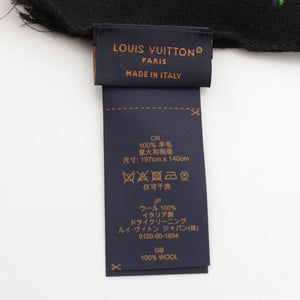 LOUIS VUITTON
PARIS
MADE IN ITALY
CN
100% 羊毛
意大利制造
尺寸: 197cm x 140cm
仅可干洗
JP
ウール 100%
イタリア製
ドライクリーニング
ルイ ヴィトン ジャパン(株)
0120-00-1854
GB
100% WOOL